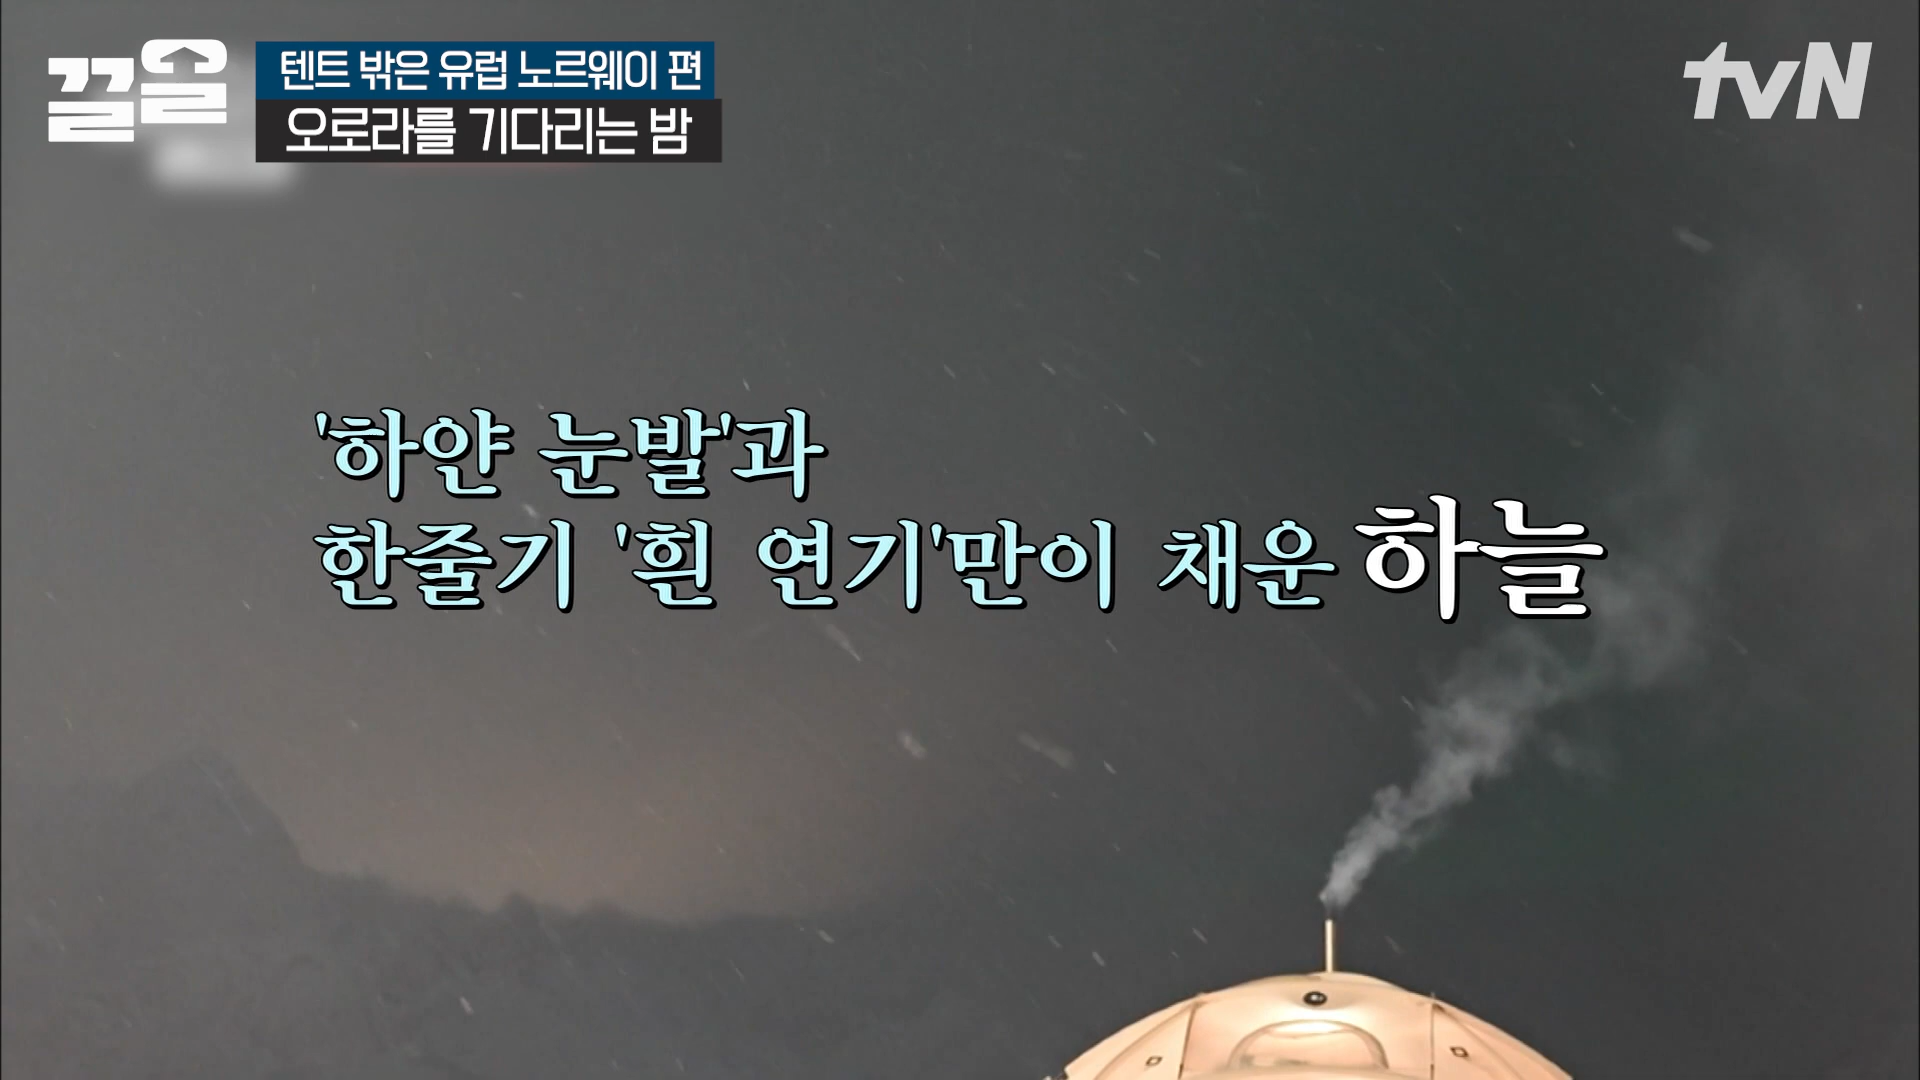 끌올
텐트 밖은 유럽 노르웨이 편
오로라를 기다리는 밤
tvN
'하얀 눈발'과
한줄기 '흰 연기'만이 채운 하늘